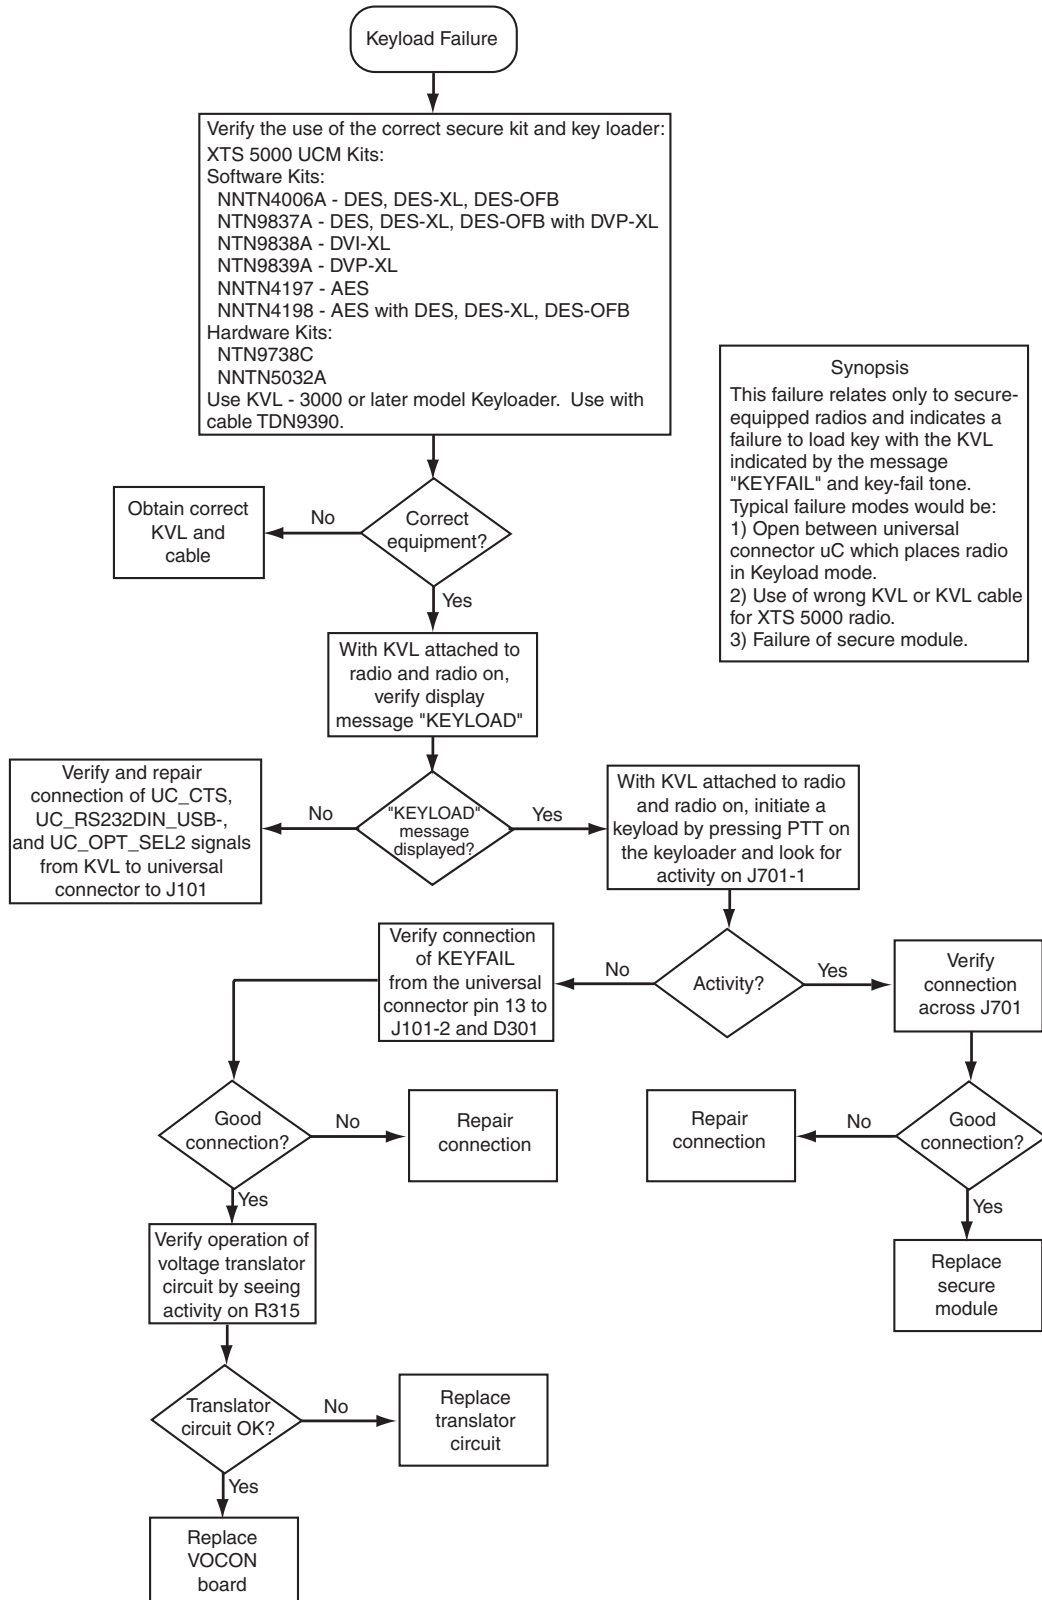 Keyload Failure
Verify the use of the correct secure kit and key loader:
XTS 5000 UCM Kits:
Software Kits:
NNTN4006A - DES, DES-XL, DES-OFB
NTN9837A - DES, DES-XL, DES-OFB with DVP-XL
NTN9838A - DVI-XL
NTN9839A - DVP-XL
NNTN4197 - AES
NNTN4198 - AES with DES, DES-XL, DES-OFB
Hardware Kits:
NTN9738C
NNTN5032A
Use KVL - 3000 or later model Keyloader. Use with
cable TDN9390.
Synopsis
This failure relates only to secure-
equipped radios and indicates a
failure to load key with the KVL
indicated by the message
"KEYFAIL" and key-fail tone.
Typical failure modes would be:
1) Open between universal
connector uC which places radio
in Keyload mode.
2) Use of wrong KVL or KVL cable
for XTS 5000 radio.
3) Failure of secure module.
Correct
equipment?
No
Obtain correct
KVL and
cable
Yes
With KVL attached to
radio and radio on,
verify display
message "KEYLOAD"
"KEYLOAD"
message
displayed?
No
Verify and repair
connection of UC_CTS,
UC_RS232DIN_USB-,
and UC_OPT_SEL2 signals
from KVL to universal
connector to J101
Yes
With KVL attached to radio
and radio on, initiate a
keyload by pressing PTT on
the keyloader and look for
activity on J701-1
Activity?
No
Verify connection
of KEYFAIL
from the universal
connector pin 13 to
J101-2 and D301
Yes
Verify
connection
across J701
Good
connection?
No
Repair
connection
Good
connection?
No
Repair
connection
Yes
Verify operation of
voltage translator
circuit by seeing
activity on R315
Yes
Replace
secure
module
Translator
circuit OK?
No
Replace
translator
circuit
Yes
Replace
VOCON
board